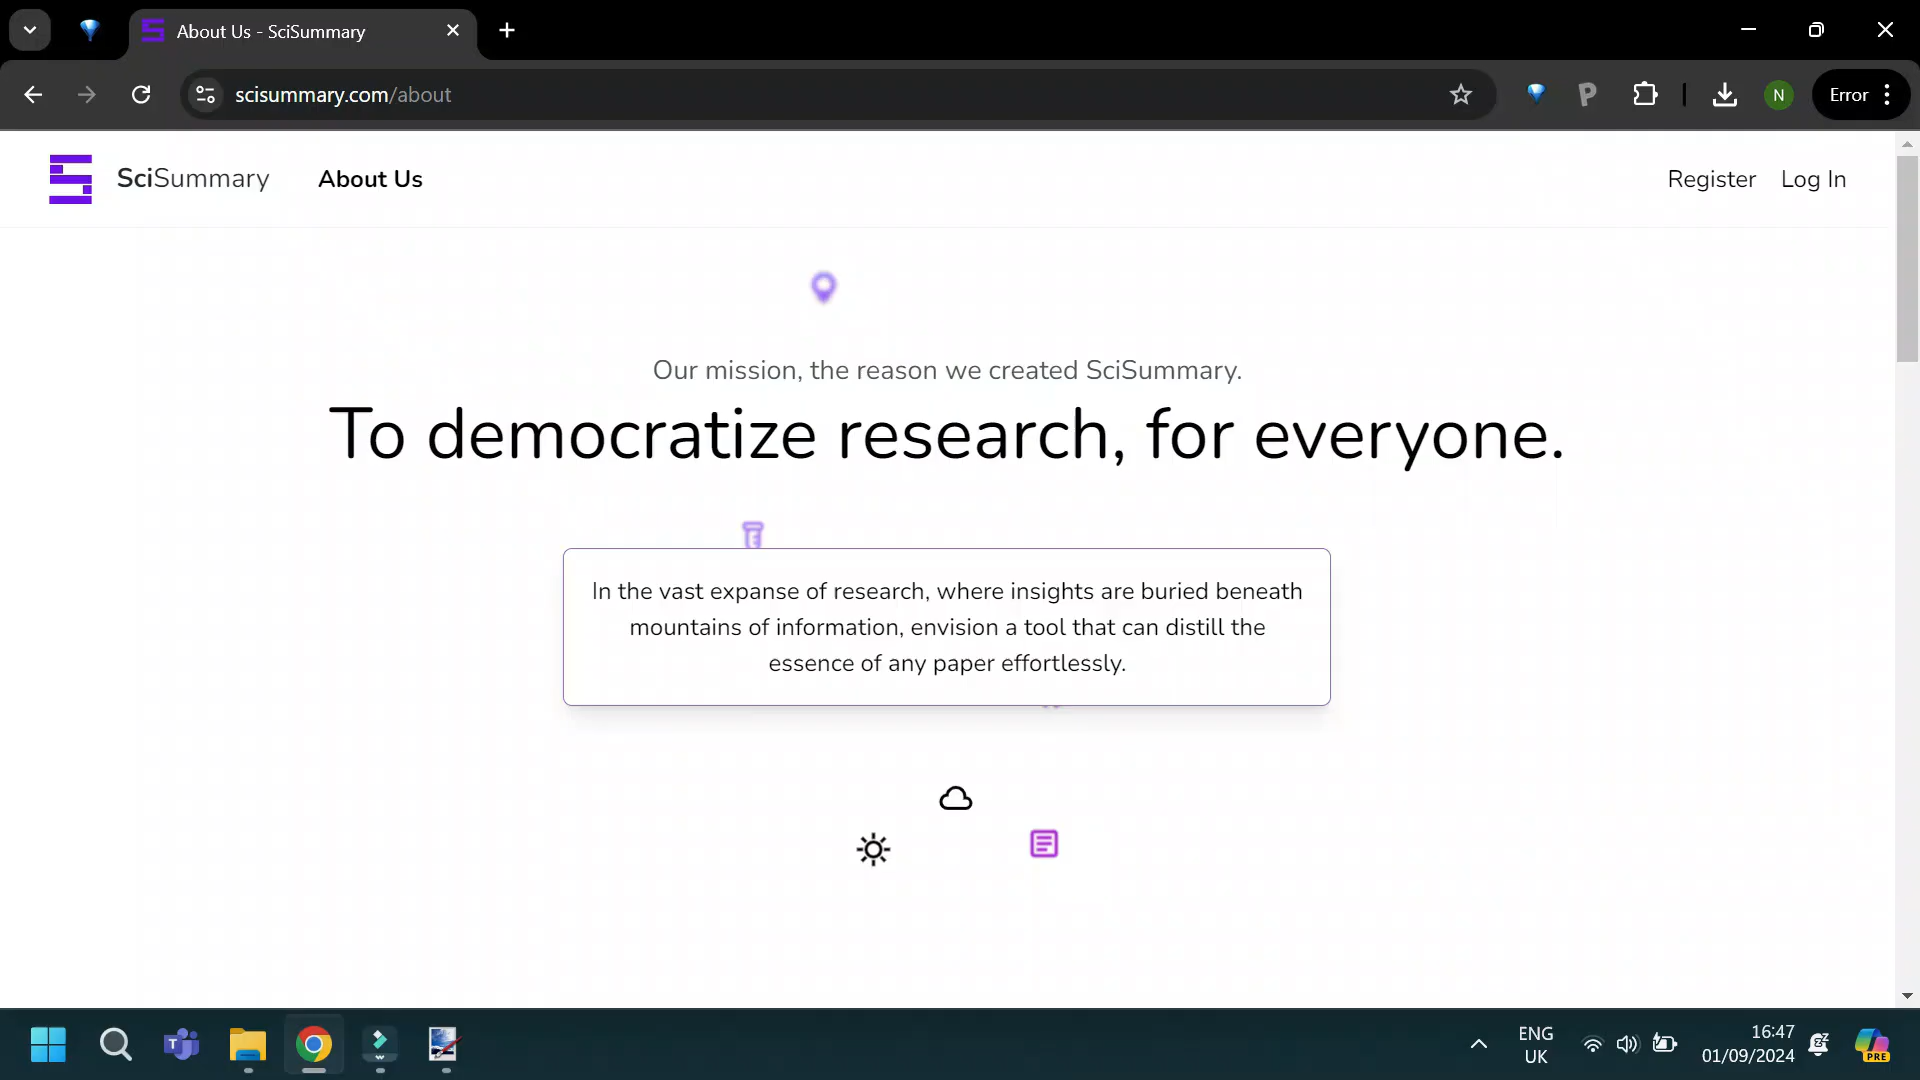 About Us - SciSummary
scisummary.com/about
N
Error
SciSummary
About Us
Register
Log In
Our mission, the reason we created SciSummary.
To democratize research, for everyone.
In the vast expanse of research, where insights are buried beneath
mountains of information, envision a tool that can distill the
essence of any paper effortlessly.
ENG
UK
16:47
01/09/2024
PRE